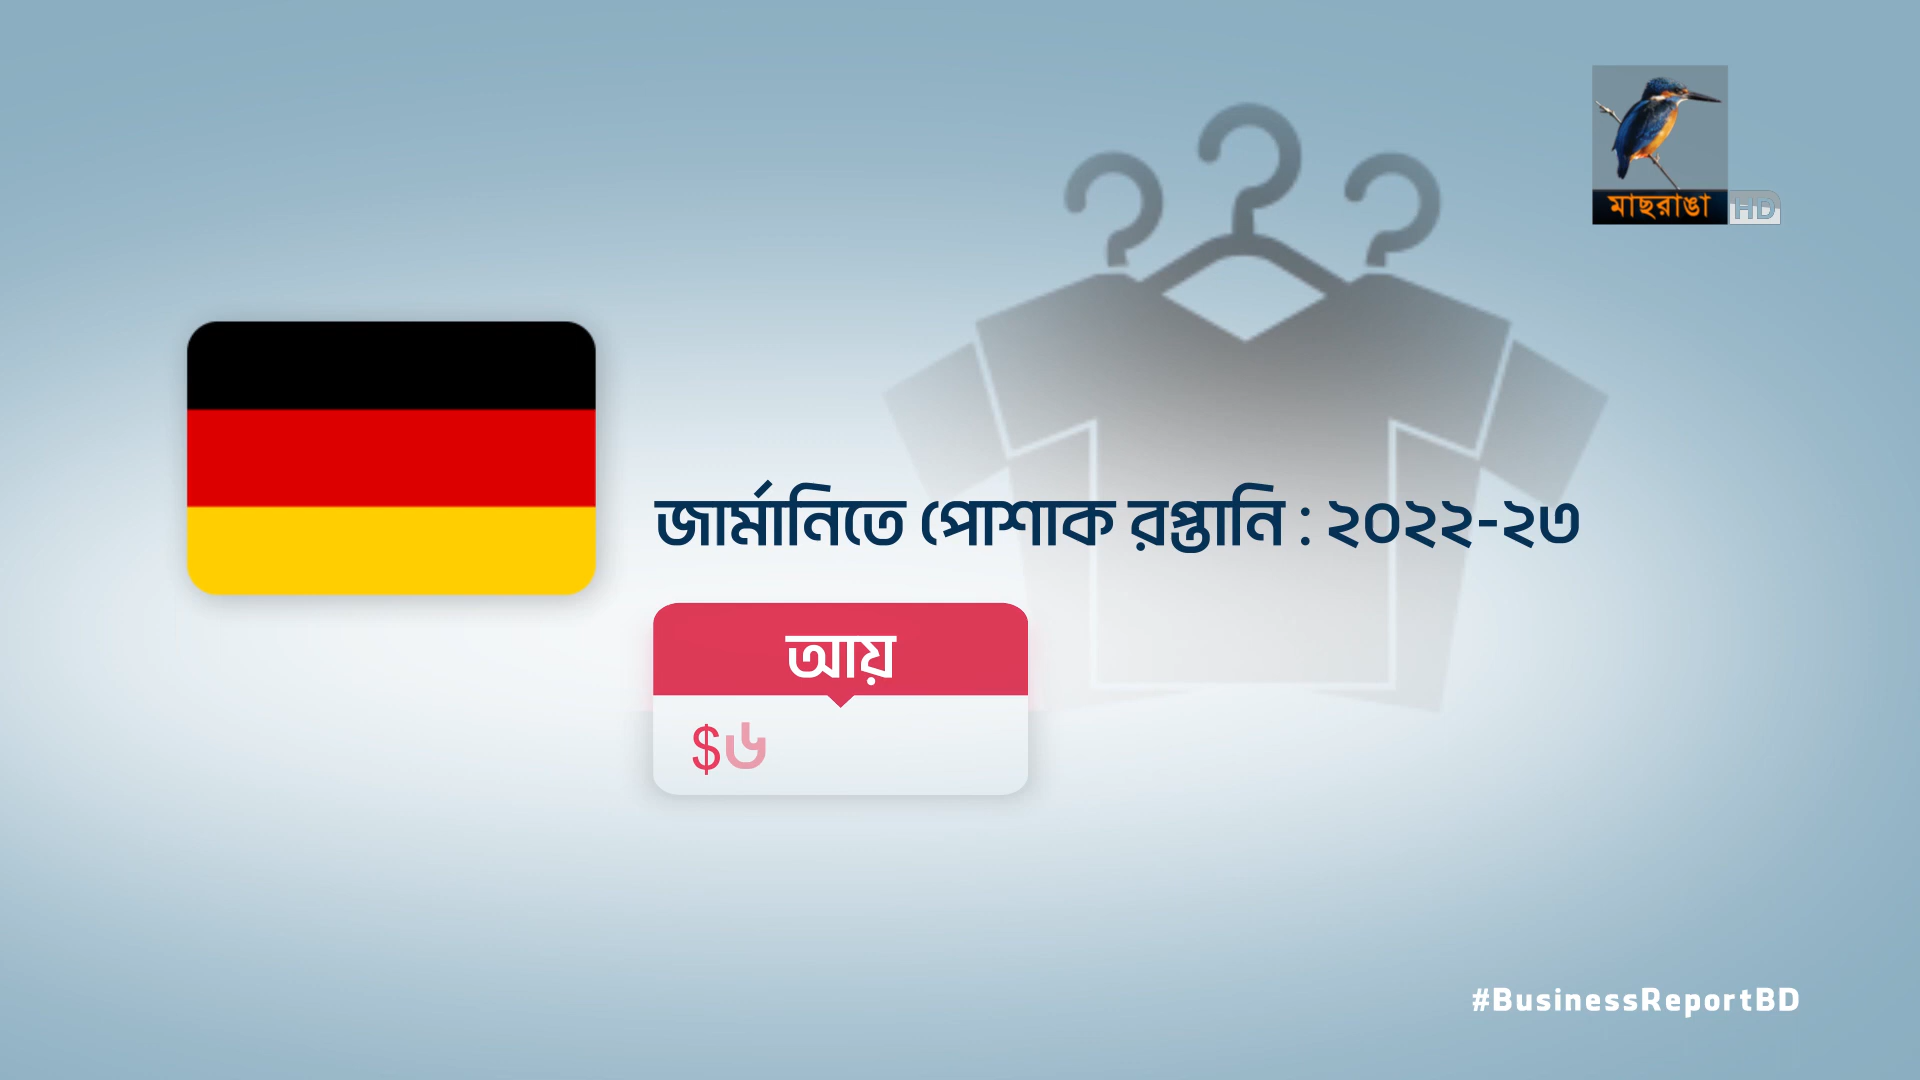 মাছরাঙা HD
জার্মানিতে পোশাক রপ্তানি : ২০২২-২৩
আয়
$৬
#BusinessReportBD